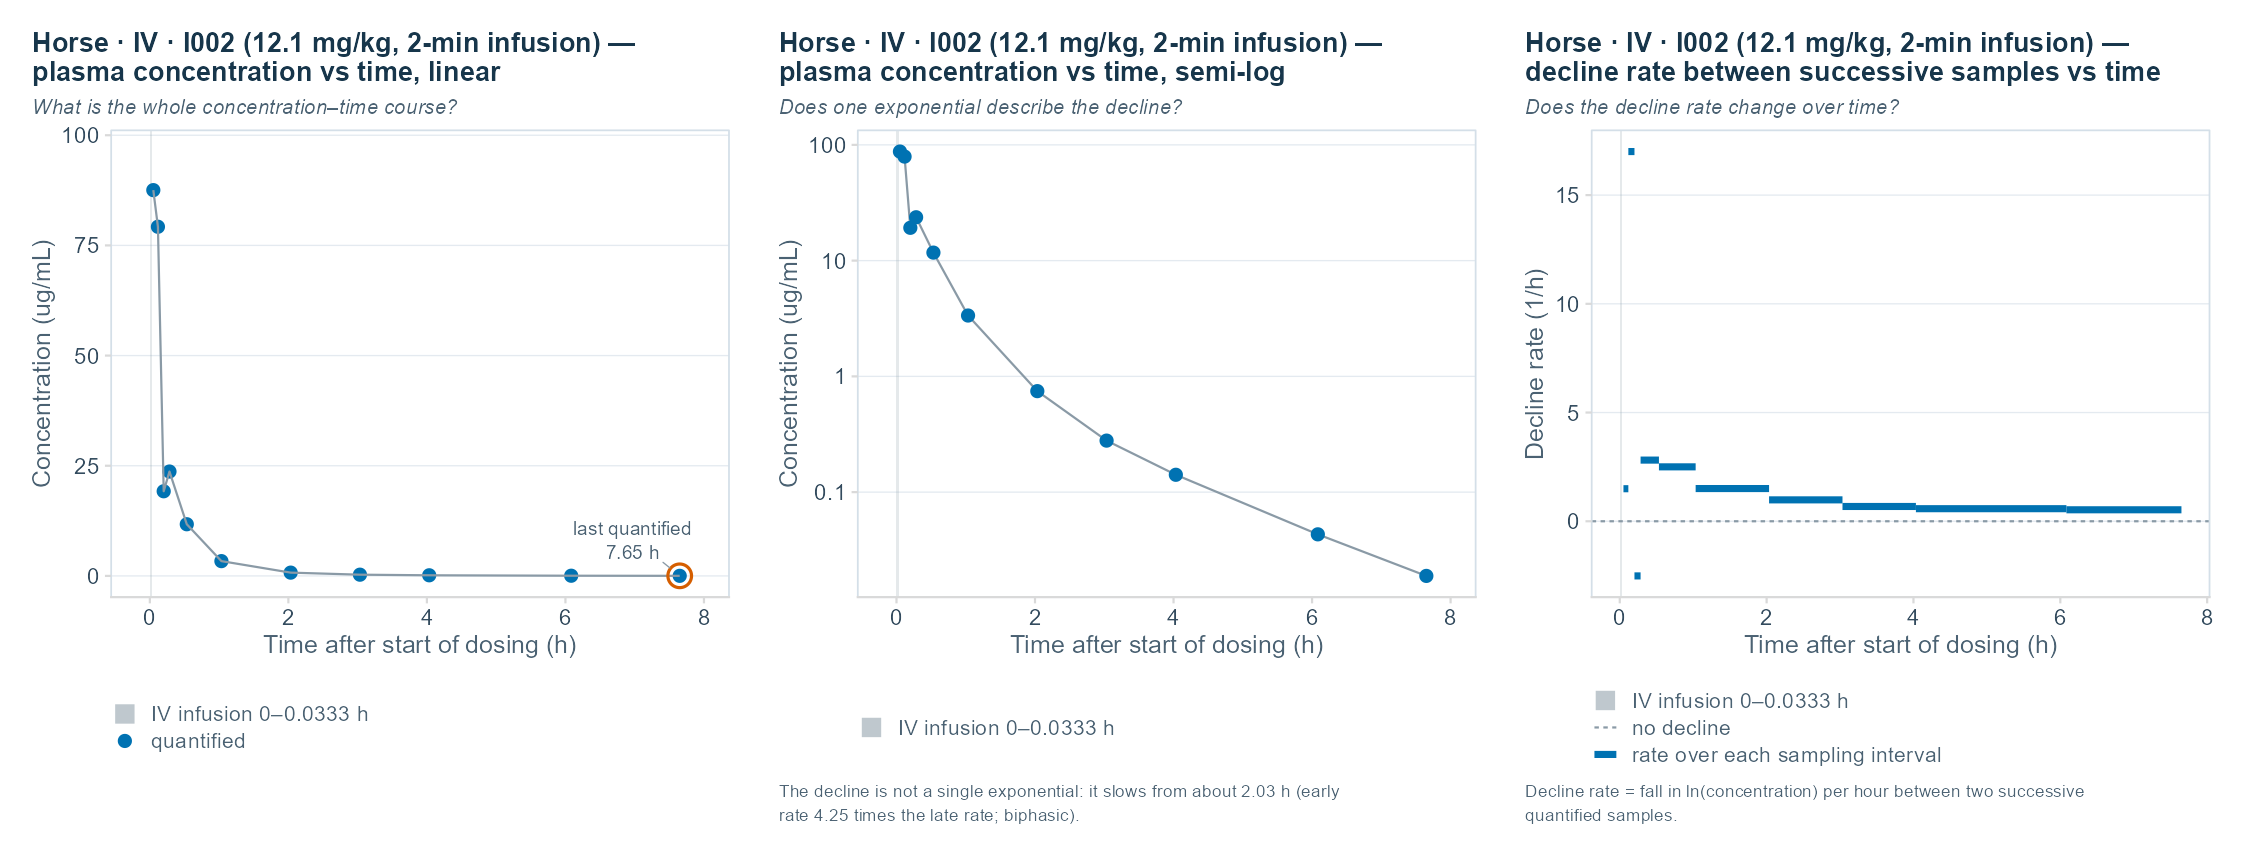 Horse · IV · I002 (12.1 mg/kg, 2-min infusion) —
plasma concentration vs time, linear
What is the whole concentration–time course?
100
75
50
25
0
Concentration (ug/mL)
last quantified
7.65 h
0 2 4 6 8
Time after start of dosing (h)
IV infusion 0–0.0333 h
quantified
Horse · IV · I002 (12.1 mg/kg, 2-min infusion) —
plasma concentration vs time, semi-log
Does one exponential describe the decline?
100
10
1
0.1
Concentration (ug/mL)
0 2 4 6 8
Time after start of dosing (h)
IV infusion 0–0.0333 h
The decline is not a single exponential: it slows from about 2.03 h (early
rate 4.25 times the late rate; biphasic).
Horse · IV · I002 (12.1 mg/kg, 2-min infusion) —
decline rate between successive samples vs time
Does the decline rate change over time?
15
10
5
0
Decline rate (1/h)
0 2 4 6 8
Time after start of dosing (h)
IV infusion 0–0.0333 h
no decline
rate over each sampling interval
Decline rate = fall in ln(concentration) per hour between two successive
quantified samples.